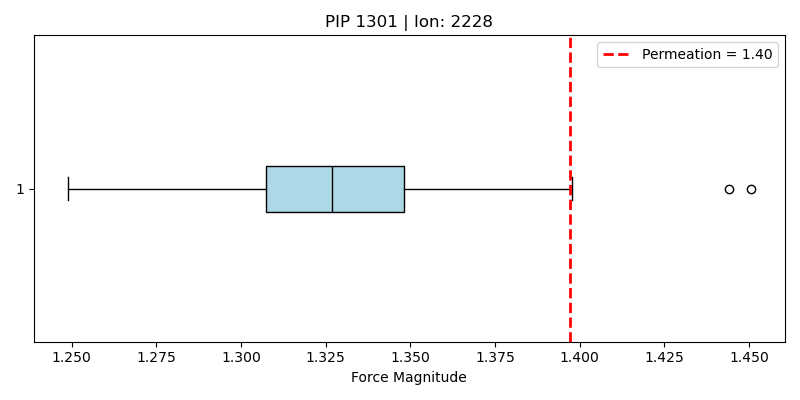 PIP 1301 | Ion: 2228
Permeation = 1.40
1
1.250 1.275 1.300 1.325 1.350 1.375 1.400 1.425 1.450
Force Magnitude